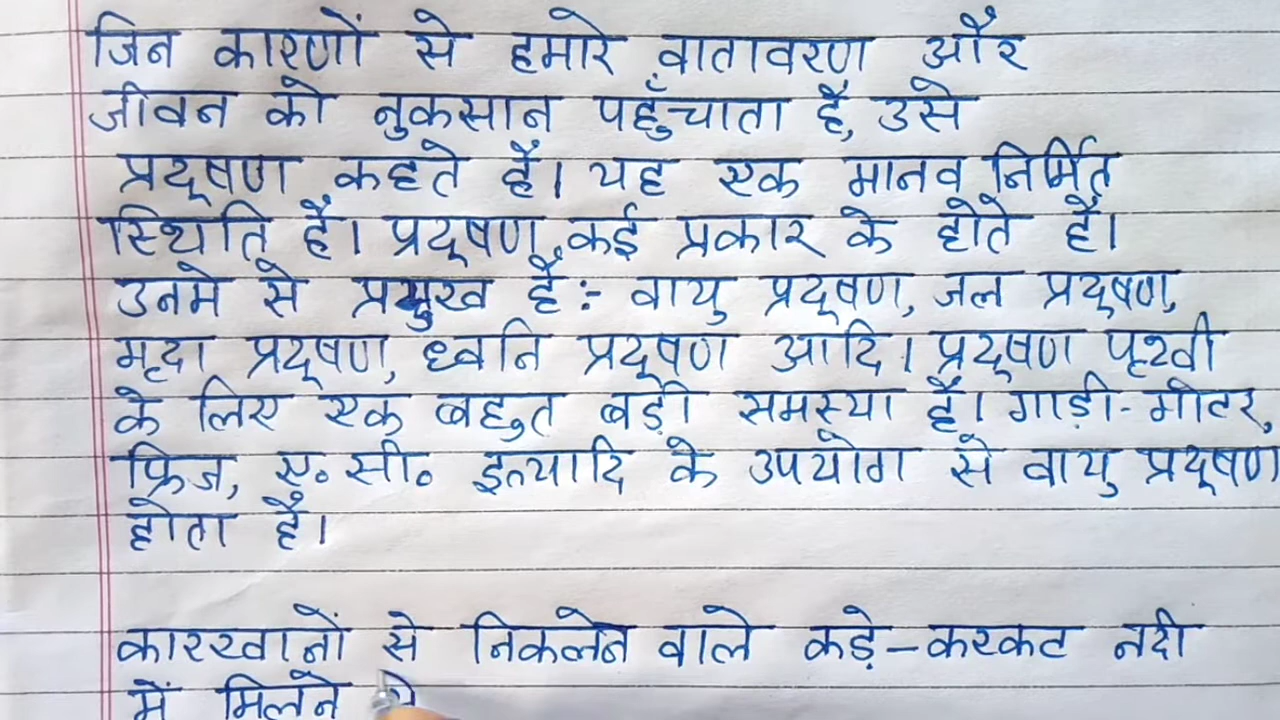 जिन कारणों से हमारे वातावरण और
जीवन को नुकसान पहुँचाता है, उसे
प्रदूषण कहते हैं। यह एक मानव निर्मित
स्थिति है। प्रदूषण कई प्रकार के होते हैं।
उनमे से प्रमुख है:- वायु प्रदूषण, जल प्रदूषण,
मृदा प्रदूषण, ध्वनि प्रदूषण आदि। प्रदूषण पृथ्वी
के लिए एक बहुत बड़ी समस्या है। गाड़ी-मोटर,
फ्रिज, ए॰ सी॰ इत्यादि के उपयोग से वायु प्रदूषण
होता है।
कारखानों से निकलेन वाले कड़े-करकट नदी
में मिलने